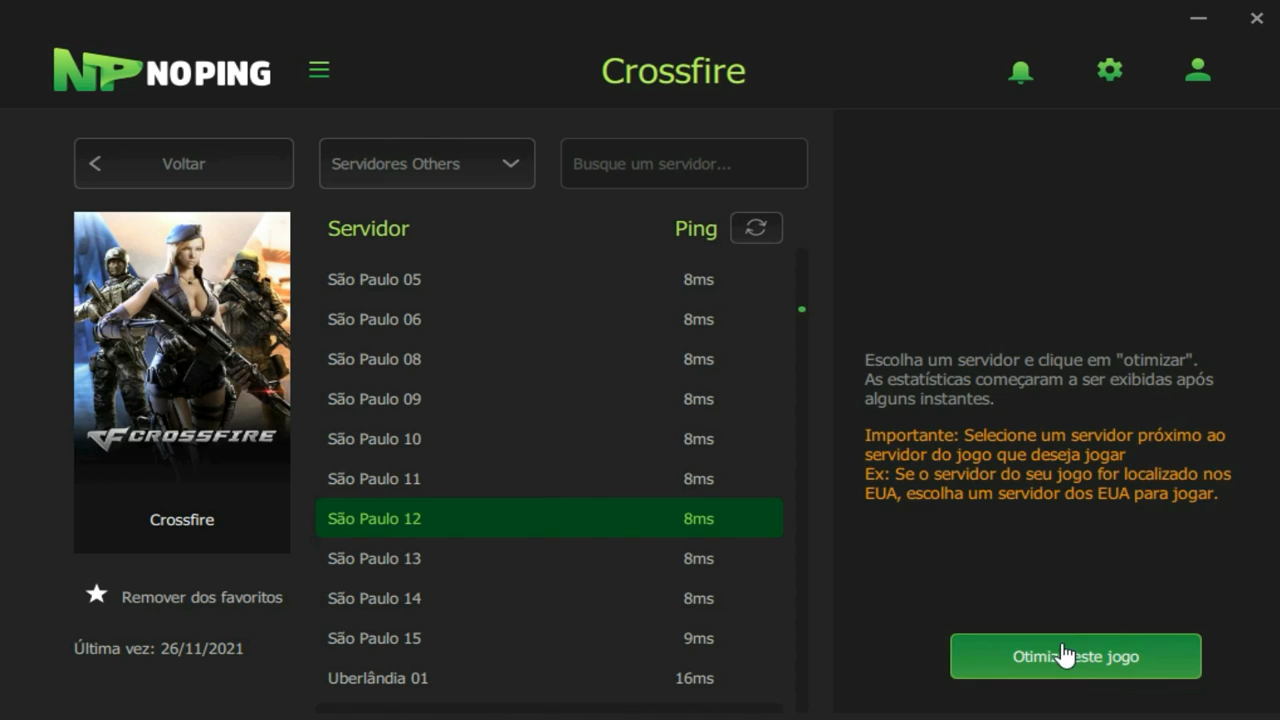 NP NOPING
Crossfire
Voltar
Servidores Others
Busque um servidor...
Servidor Ping
São Paulo 05 8ms
São Paulo 06 8ms
São Paulo 08 8ms
São Paulo 09 8ms
São Paulo 10 8ms
São Paulo 11 8ms
São Paulo 12 8ms
São Paulo 13 8ms
São Paulo 14 8ms
São Paulo 15 9ms
Uberlândia 01 16ms
CF CROSSFIRE
Crossfire
Remover dos favoritos
Última vez: 26/11/2021
Escolha um servidor e clique em "otimizar".
As estatísticas começaram a ser exibidas após
alguns instantes.
Importante: Selecione um servidor próximo ao
servidor do jogo que deseja jogar
Ex: Se o servidor do seu jogo for localizado nos
EUA, escolha um servidor dos EUA para jogar.
este jogo